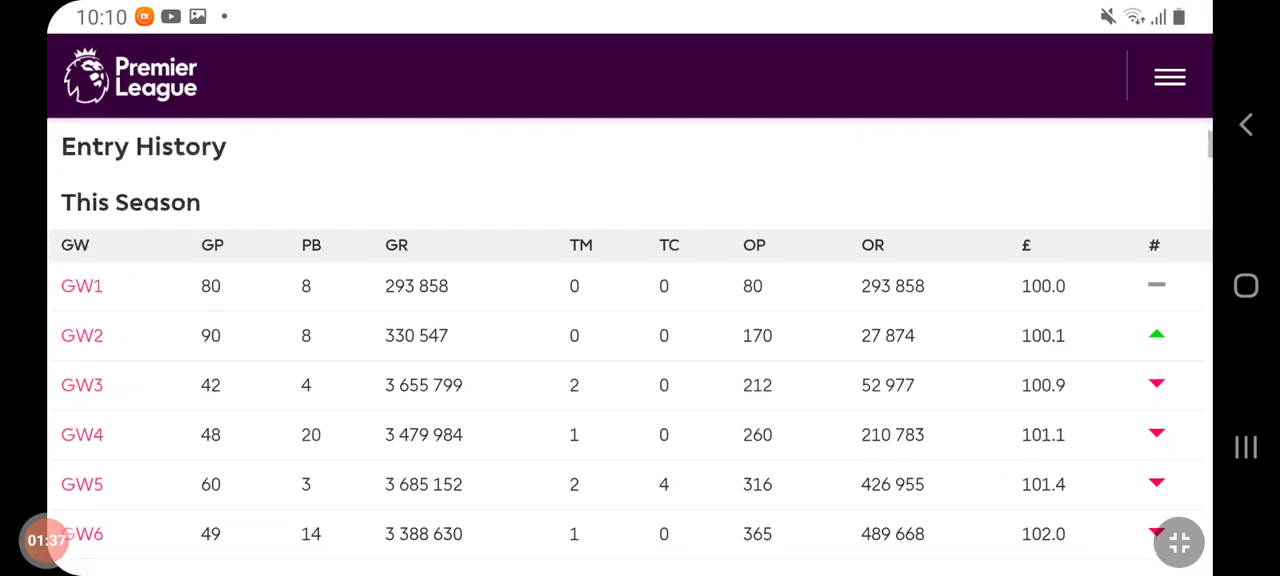 10:10
Premier
League
Entry History
This Season
GW GP PB GR TM TC OP OR £ #
GW1 80 8 293 858 0 0 80 293 858 100.0
GW2 90 8 330 547 0 0 170 27 874 100.1
GW3 42 4 3 655 799 2 0 212 52 977 100.9
GW4 48 20 3 479 984 1 0 260 210 783 101.1
GW5 60 3 3 685 152 2 4 316 426 955 101.4
GW6 49 14 3 388 630 1 0 365 489 668 102.0
01:37